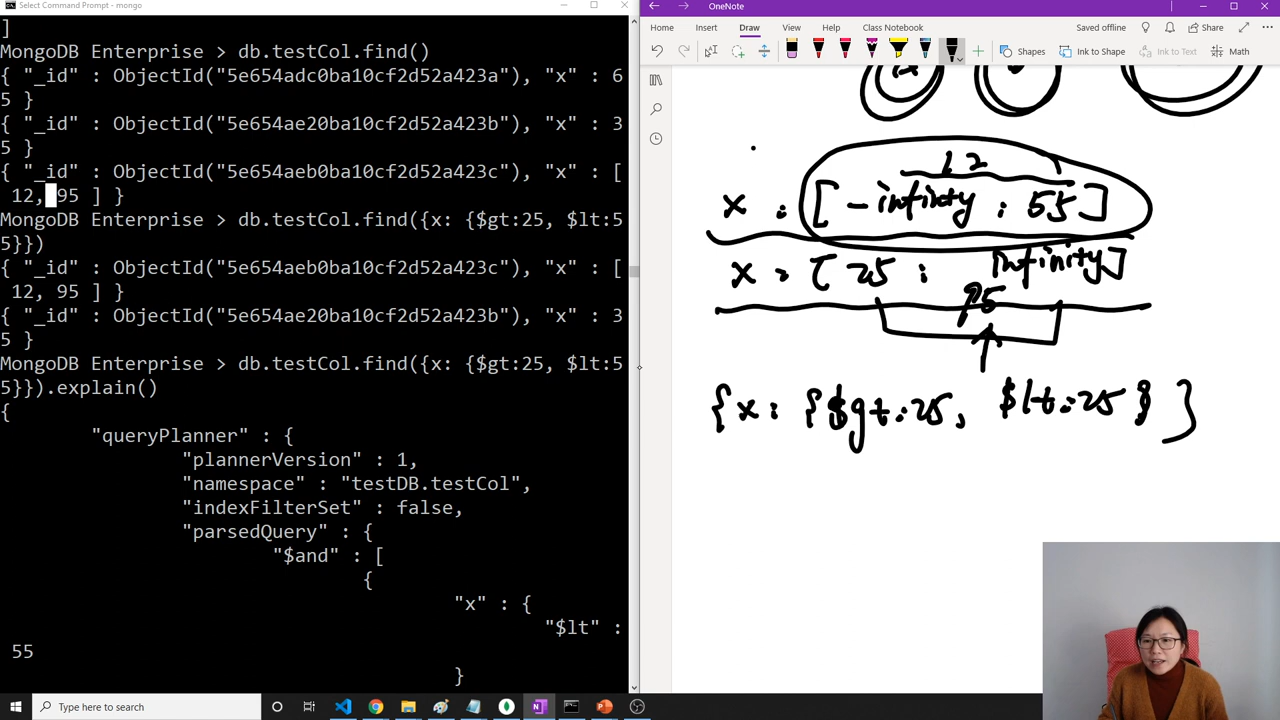 Select Command Prompt - mongo
]
MongoDB Enterprise > db.testCol.find()
{ "_id" : ObjectId("5e654adc0ba10cf2d52a423a"), "x" : 6
5 }
{ "_id" : ObjectId("5e654ae20ba10cf2d52a423b"), "x" : 3
5 }
{ "_id" : ObjectId("5e654aeb0ba10cf2d52a423c"), "x" : [
12, 95 ] }
MongoDB Enterprise > db.testCol.find({x: {$gt:25, $lt:5
5}})
{ "_id" : ObjectId("5e654aeb0ba10cf2d52a423c"), "x" : [
12, 95 ] }
{ "_id" : ObjectId("5e654ae20ba10cf2d52a423b"), "x" : 3
5 }
MongoDB Enterprise > db.testCol.find({x: {$gt:25, $lt:5
5}}).explain()
{
"queryPlanner" : {
"plannerVersion" : 1,
"namespace" : "testDB.testCol",
"indexFilterSet" : false,
"parsedQuery" : {
"$and" : [
{
"x" : {
"$lt" :
55
}
OneNote
Home Insert Draw View Help Class Notebook Saved offline Share
Shapes Ink to Shape Ink to Text Math
12
x : [-infinty : 55]
x : [25 : Infinity]
95
{x: {$gt:25, $lt:25}}
Type here to search